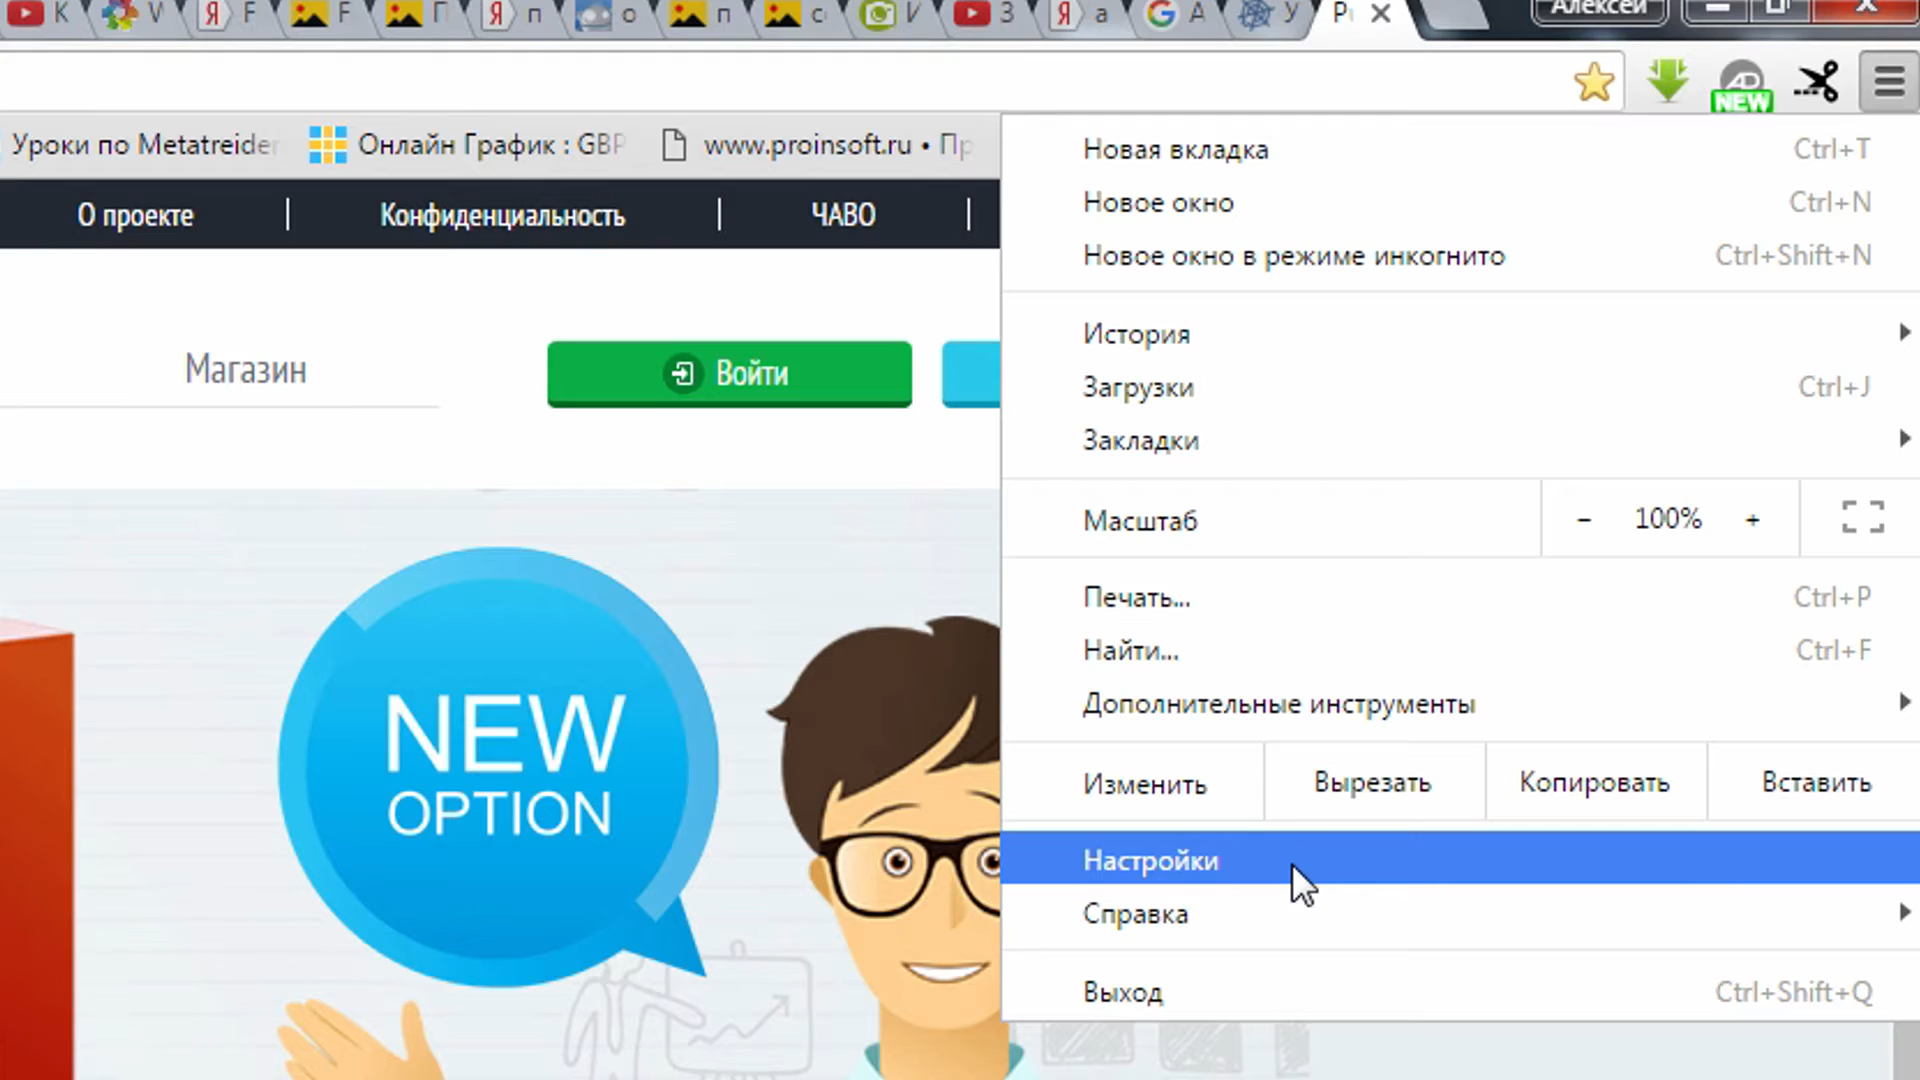 К
V
Я
F
F
П
Я
п
о
п
с
И
З
Я
а
G
А
У
Алексей
NEW
Уроки по Metatreider
Онлайн График : GBP
www.proinsoft.ru • Пр
О проекте
Конфиденциальность
ЧАВО
Магазин
Войти
NEW
OPTION
Новая вкладка
Ctrl+T
Новое окно
Ctrl+N
Новое окно в режиме инкогнито
Ctrl+Shift+N
История
Загрузки
Ctrl+J
Закладки
Масштаб
– 100% +
Печать...
Ctrl+P
Найти...
Ctrl+F
Дополнительные инструменты
Изменить
Вырезать
Копировать
Вставить
Настройки
Справка
Выход
Ctrl+Shift+Q